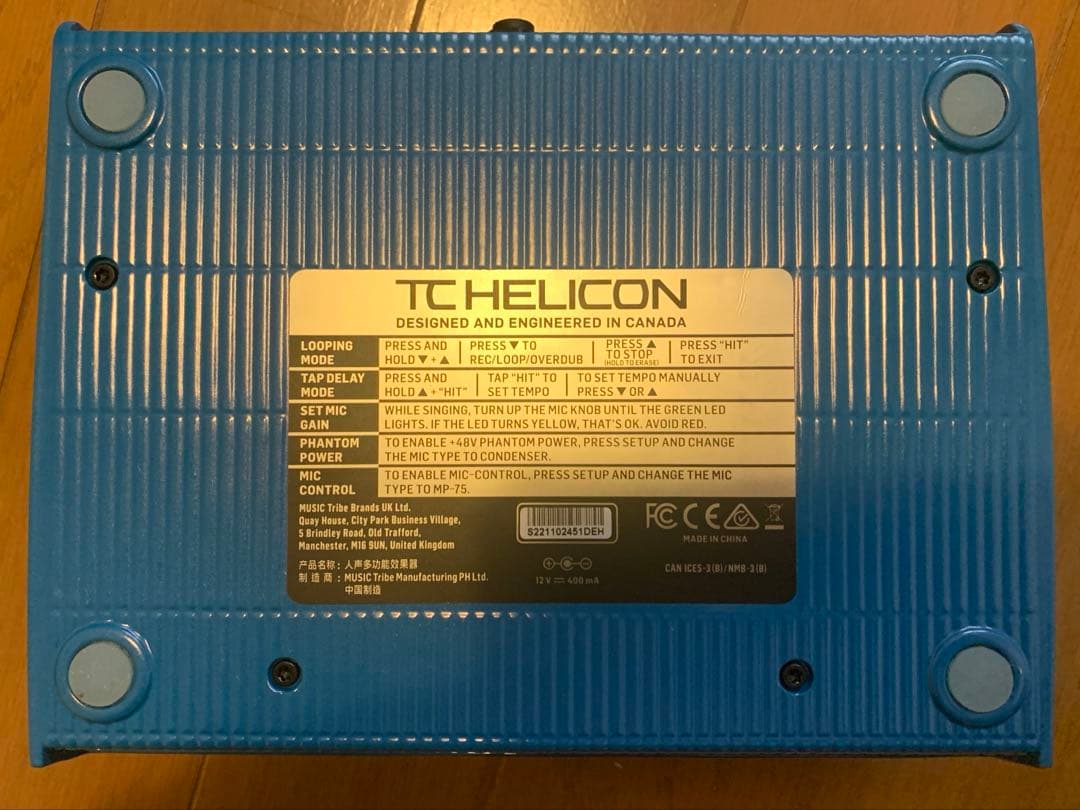 TC HELICON
DESIGNED AND ENGINEERED IN CANADA
LOOPING MODE PRESS AND HOLD ▼ + ▲ PRESS ▼ TO REC/LOOP/OVERDUB PRESS ▲ TO STOP (HOLD TO ERASE) PRESS "HIT" TO EXIT
TAP DELAY MODE PRESS AND HOLD ▲ + "HIT" TAP "HIT" TO SET TEMPO TO SET TEMPO MANUALLY PRESS ▼ OR ▲
SET MIC GAIN
WHILE SINGING, TURN UP THE MIC KNOB UNTIL THE GREEN LED
LIGHTS. IF THE LED TURNS YELLOW, THAT'S OK. AVOID RED.
PHANTOM POWER
TO ENABLE +48V PHANTOM POWER, PRESS SETUP AND CHANGE
THE MIC TYPE TO CONDENSER.
MIC CONTROL
TO ENABLE MIC-CONTROL, PRESS SETUP AND CHANGE THE MIC
TYPE TO MP-75.
MUSIC Tribe Brands UK Ltd.
Quay House, City Park Business Village,
5 Brindley Road, Old Trafford,
Manchester, M16 9UN, United Kingdom
产品名称：人声多功能效果器
制 造 商：MUSIC Tribe Manufacturing PH Ltd.
中国制造
S221102451DEH
12 V ⎓ 400 mA
FC CE
MADE IN CHINA
CAN ICES-3 (B) / NMB-3 (B)